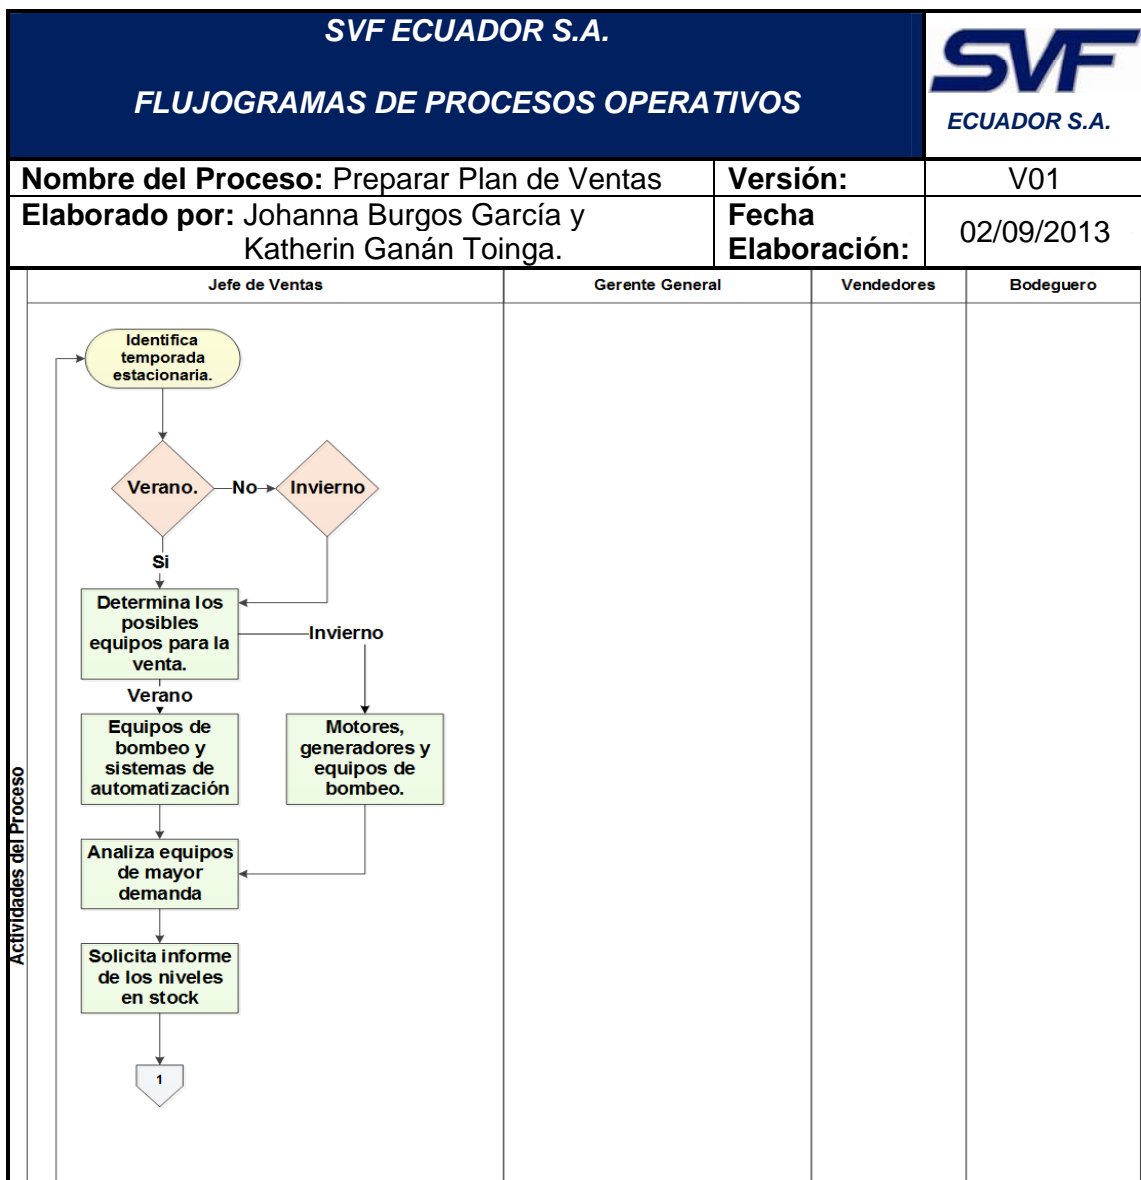 SVF ECUADOR S.A.
FLUJOGRAMAS DE PROCESOS OPERATIVOS
SVF
ECUADOR S.A.
Nombre del Proceso: Preparar Plan de Ventas
Versión:
V01
Elaborado por: Johanna Burgos García y
Katherin Ganán Toinga.
Fecha
Elaboración:
02/09/2013
Jefe de Ventas
Gerente General
Vendedores
Bodeguero
Actividades del Proceso
Identifica
temporada
estacionaria.
Verano.
No
Invierno
Si
Determina los
posibles
equipos para la
venta.
Invierno
Verano
Equipos de
bombeo y
sistemas de
automatización
Motores,
generadores y
equipos de
bombeo.
Analiza equipos
de mayor
demanda
Solicita informe
de los niveles
en stock
1